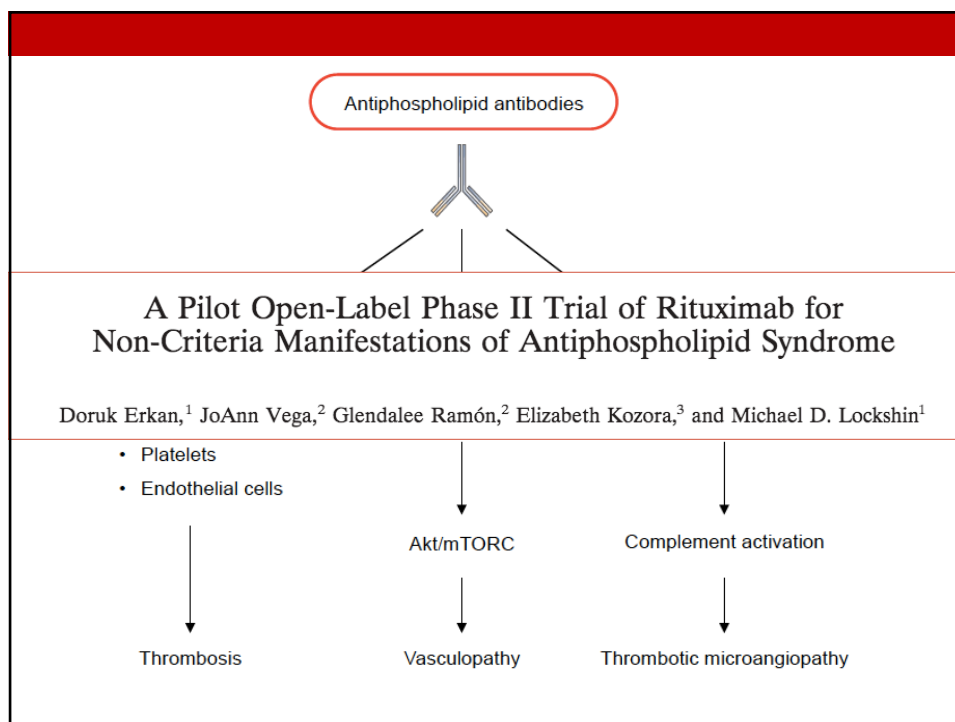 Antiphospholipid antibodies
A Pilot Open-Label Phase II Trial of Rituximab for
Non-Criteria Manifestations of Antiphospholipid Syndrome
Doruk Erkan,¹ JoAnn Vega,² Glendalee Ramón,² Elizabeth Kozora,³ and Michael D. Lockshin¹
• Platelets
• Endothelial cells
Akt/mTORC
Complement activation
Thrombosis
Vasculopathy
Thrombotic microangiopathy